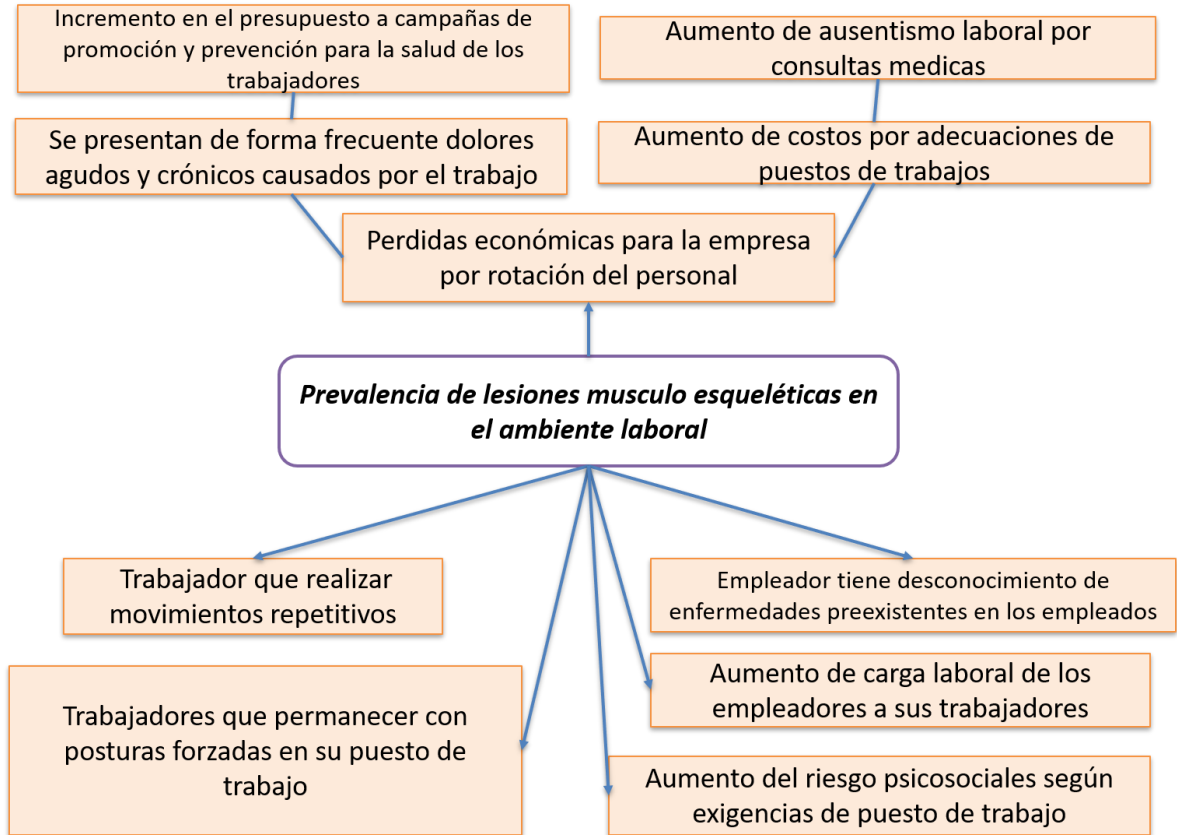 Incremento en el presupuesto a campañas de
promoción y prevención para la salud de los
trabajadores
Aumento de ausentismo laboral por
consultas medicas
Se presentan de forma frecuente dolores
agudos y crónicos causados por el trabajo
Aumento de costos por adecuaciones de
puestos de trabajos
Perdidas económicas para la empresa
por rotación del personal
Prevalencia de lesiones musculo esqueléticas en
el ambiente laboral
Trabajador que realizar
movimientos repetitivos
Empleador tiene desconocimiento de
enfermedades preexistentes en los empleados
Trabajadores que permanecer con
posturas forzadas en su puesto de
trabajo
Aumento de carga laboral de los
empleadores a sus trabajadores
Aumento del riesgo psicosociales según
exigencias de puesto de trabajo